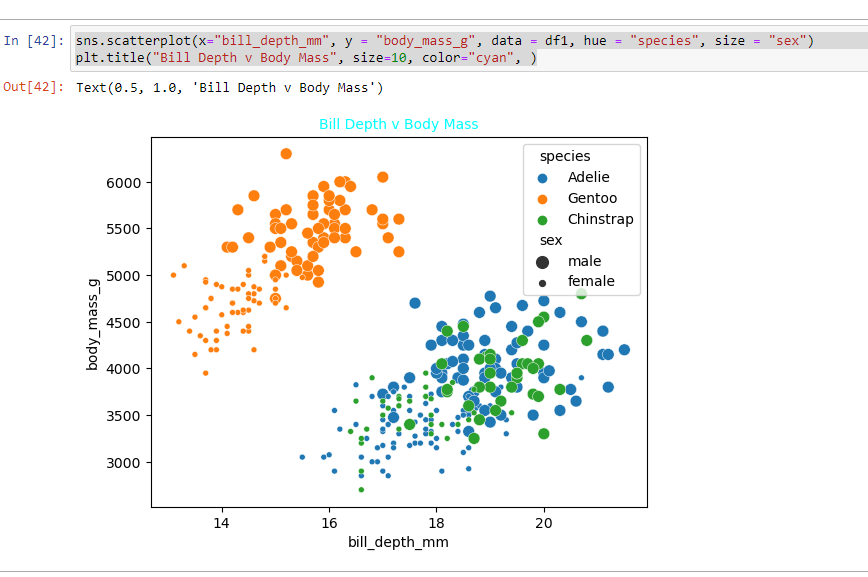 In [42]: sns.scatterplot(x="bill_depth_mm", y = "body_mass_g", data = df1, hue = "species", size = "sex")
plt.title("Bill Depth v Body Mass", size=10, color="cyan", )
Out[42]: Text(0.5, 1.0, 'Bill Depth v Body Mass')
Bill Depth v Body Mass
species
Adelie
Gentoo
Chinstrap
sex
male
female
body_mass_g
6000
5500
5000
4500
4000
3500
3000
14 16 18 20
bill_depth_mm